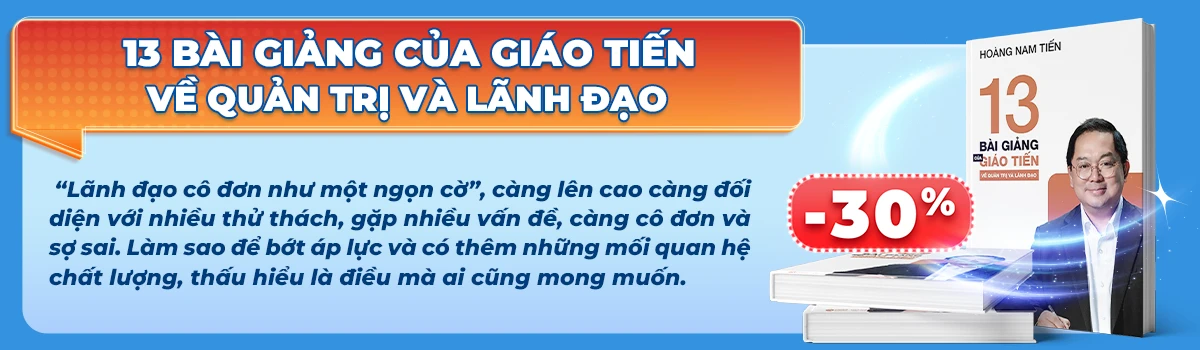 13 BÀI GIẢNG CỦA GIÁO TIẾN
VỀ QUẢN TRỊ VÀ LÃNH ĐẠO
“Lãnh đạo cô đơn như một ngọn cờ”, càng lên cao càng đối
diện với nhiều thử thách, gặp nhiều vấn đề, càng cô đơn và
sợ sai. Làm sao để bớt áp lực và có thêm những mối quan hệ
chất lượng, thấu hiểu là điều mà ai cũng mong muốn.
-30%
HOÀNG NAM TIẾN
13
BÀI GIẢNG
CỦA GIÁO TIẾN
VỀ QUẢN TRỊ VÀ LÃNH ĐẠO